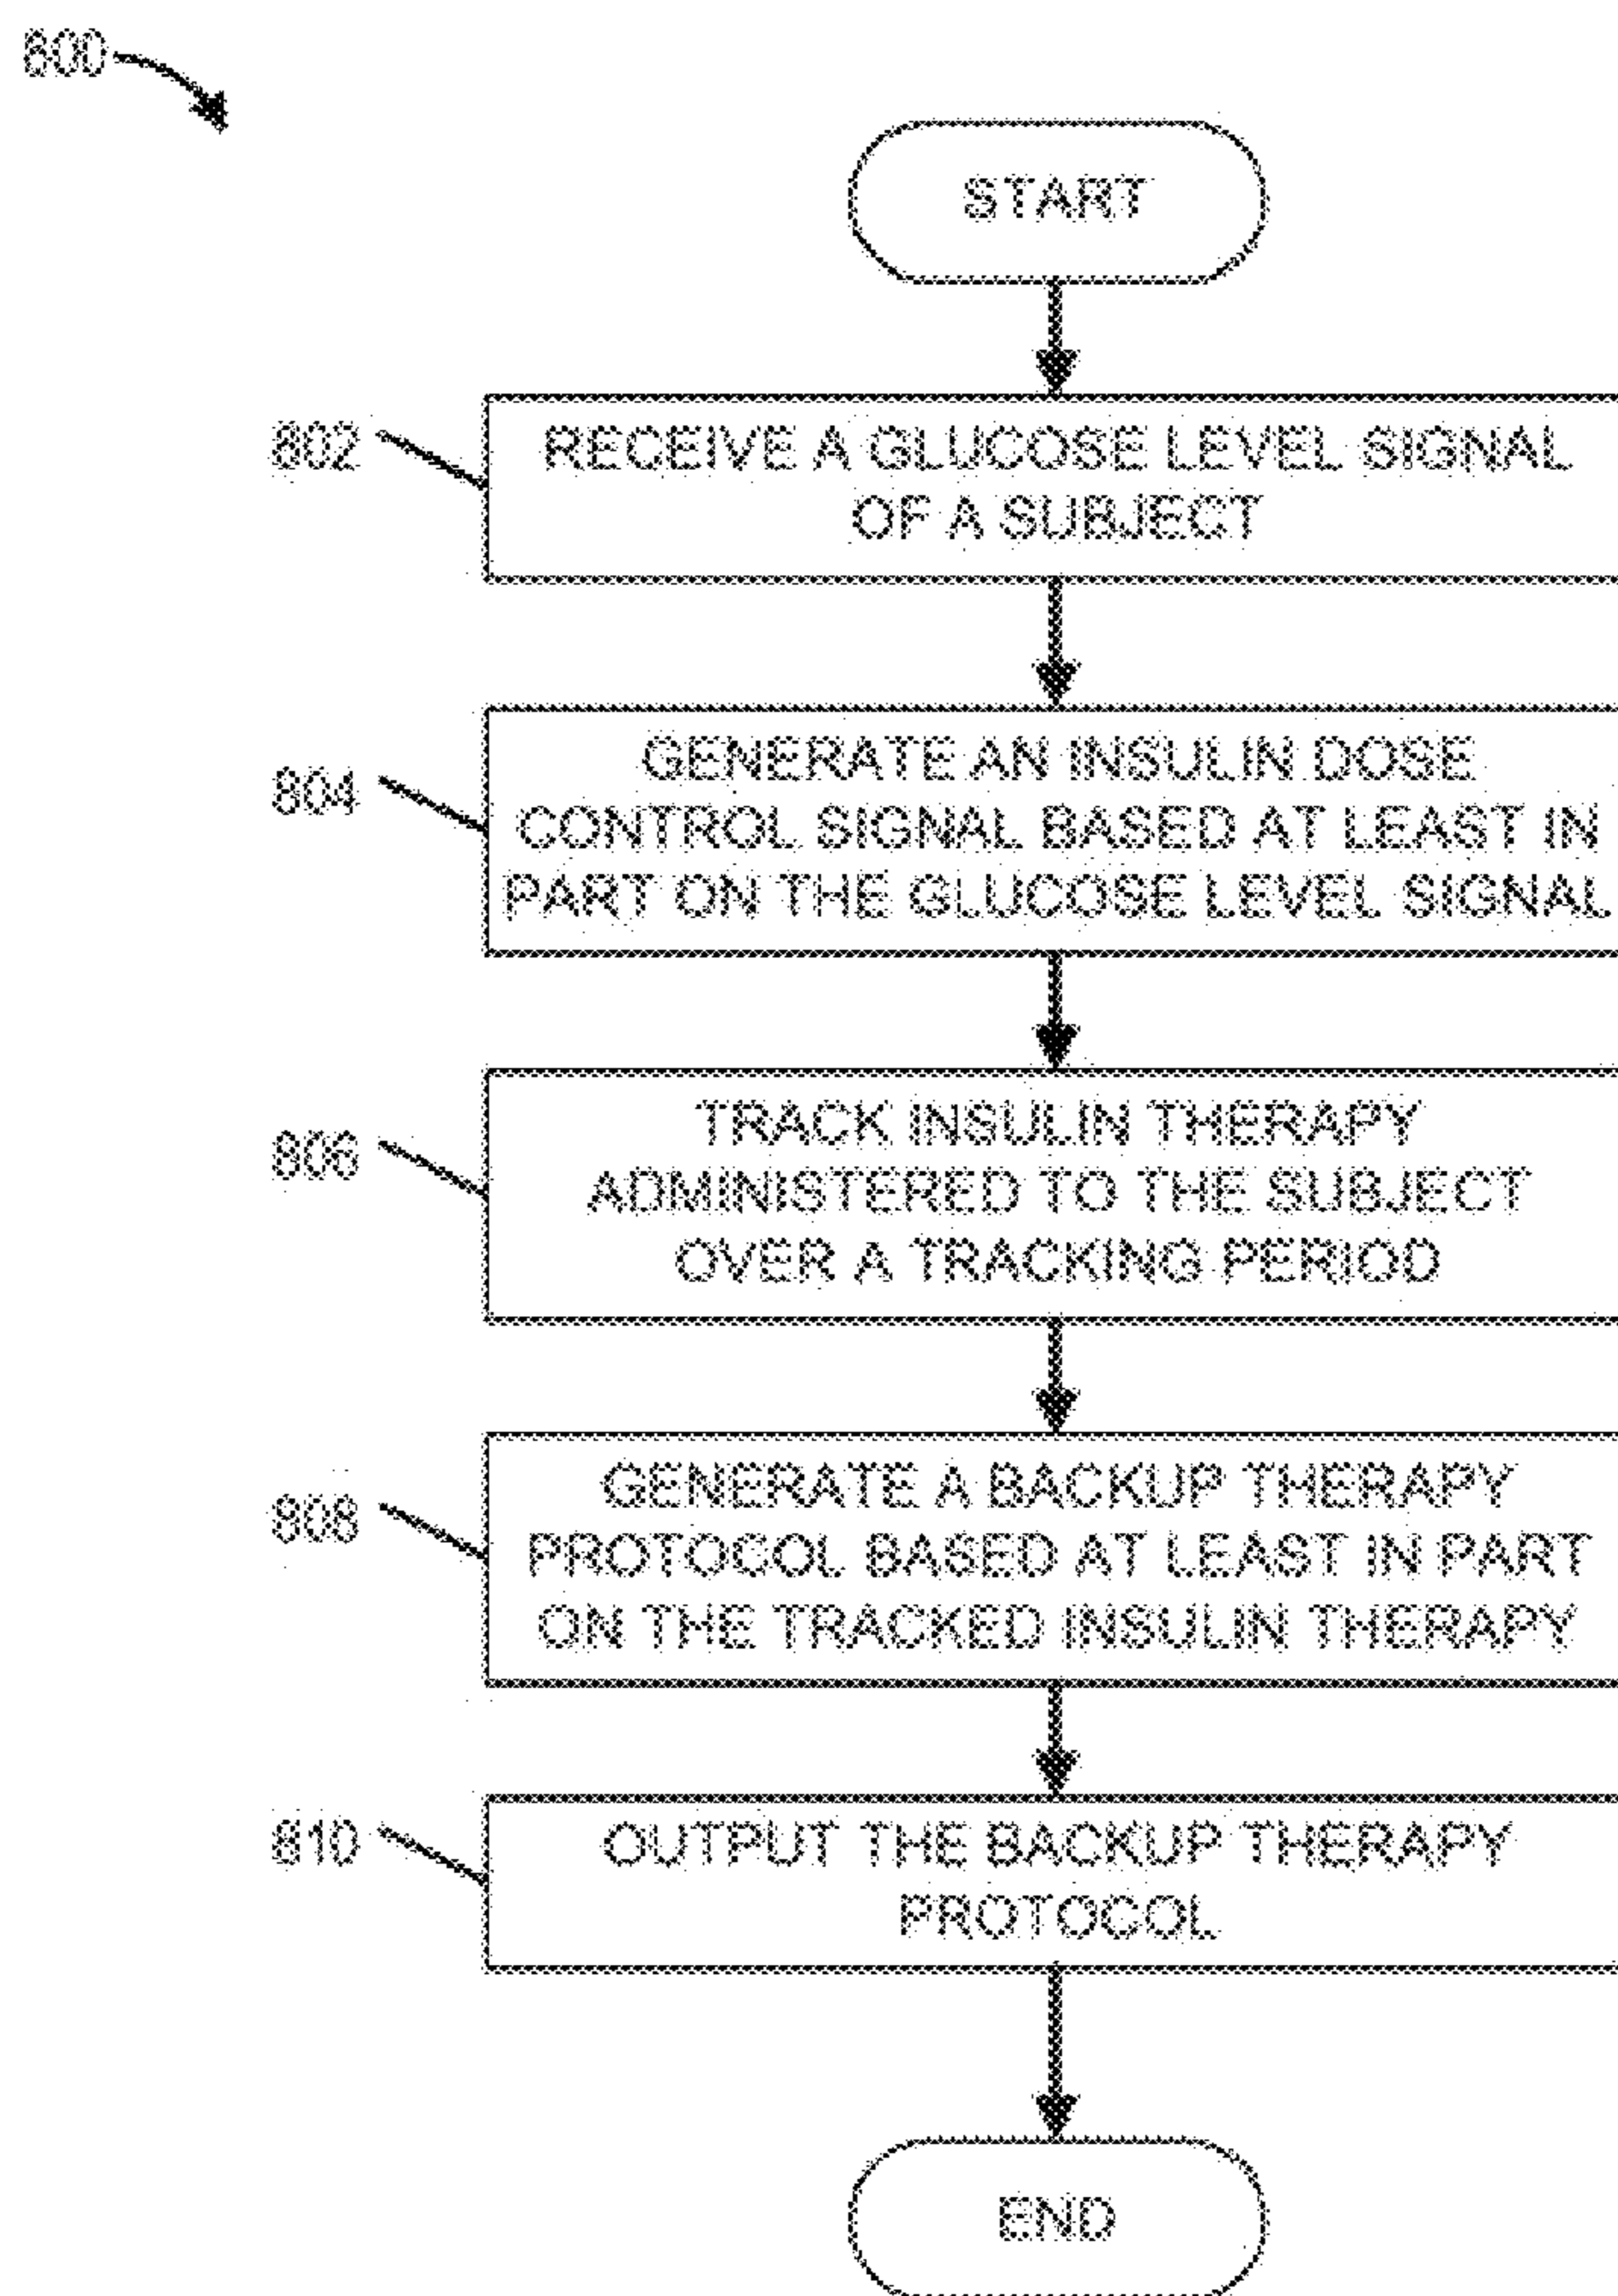 800
START
802
RECEIVE A GLUCOSE LEVEL SIGNAL
OF A SUBJECT
804
GENERATE AN INSULIN DOSE
CONTROL SIGNAL BASED AT LEAST IN
PART ON THE GLUCOSE LEVEL SIGNAL
806
TRACK INSULIN THERAPY
ADMINISTERED TO THE SUBJECT
OVER A TRACKING PERIOD
808
GENERATE A BACKUP THERAPY
PROTOCOL BASED AT LEAST IN PART
ON THE TRACKED INSULIN THERAPY
810
OUTPUT THE BACKUP THERAPY
PROTOCOL
END